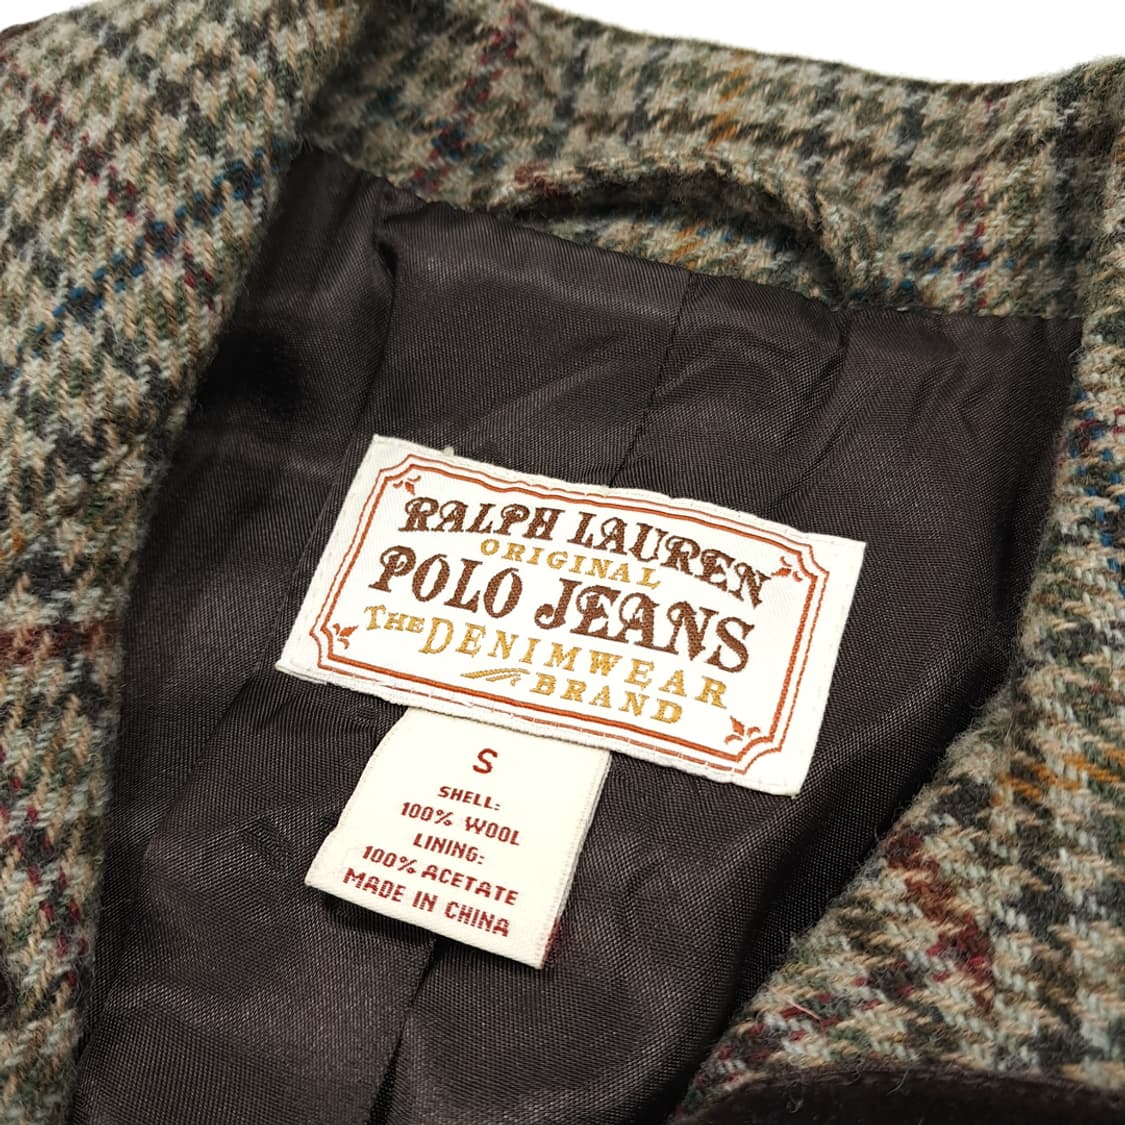 RALPH LAUREN
ORIGINAL
POLO JEANS
THE DENIMWEAR
BRAND
S
SHELL:
100% WOOL
LINING:
100% ACETATE
MADE IN CHINA